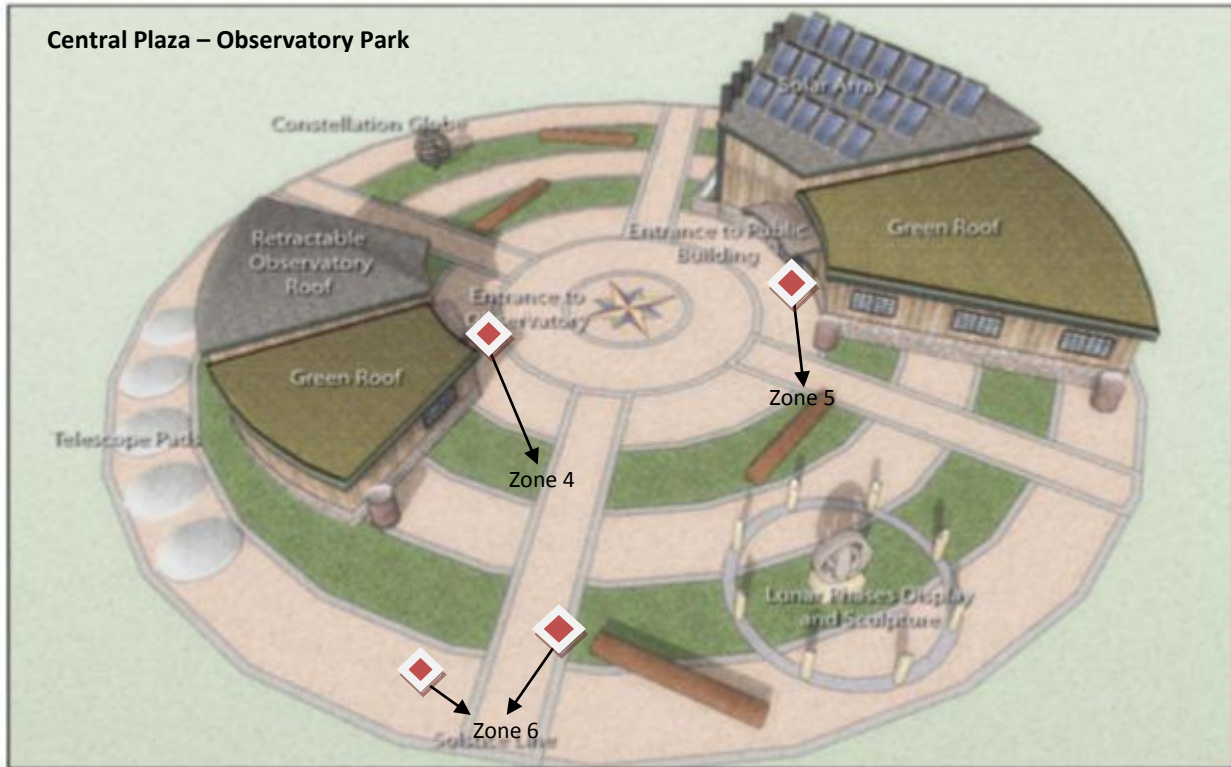 Central Plaza – Observatory Park
Solar Array
Constellation Globe
Green Roof
Entrance to Public
Building
Retractable
Observatory
Roof
Entrance to
Observatory
Green Roof
Zone 5
Telescope Pads
Zone 4
Lunar Phases Display
and Sculpture
Zone 6
Solstice Line